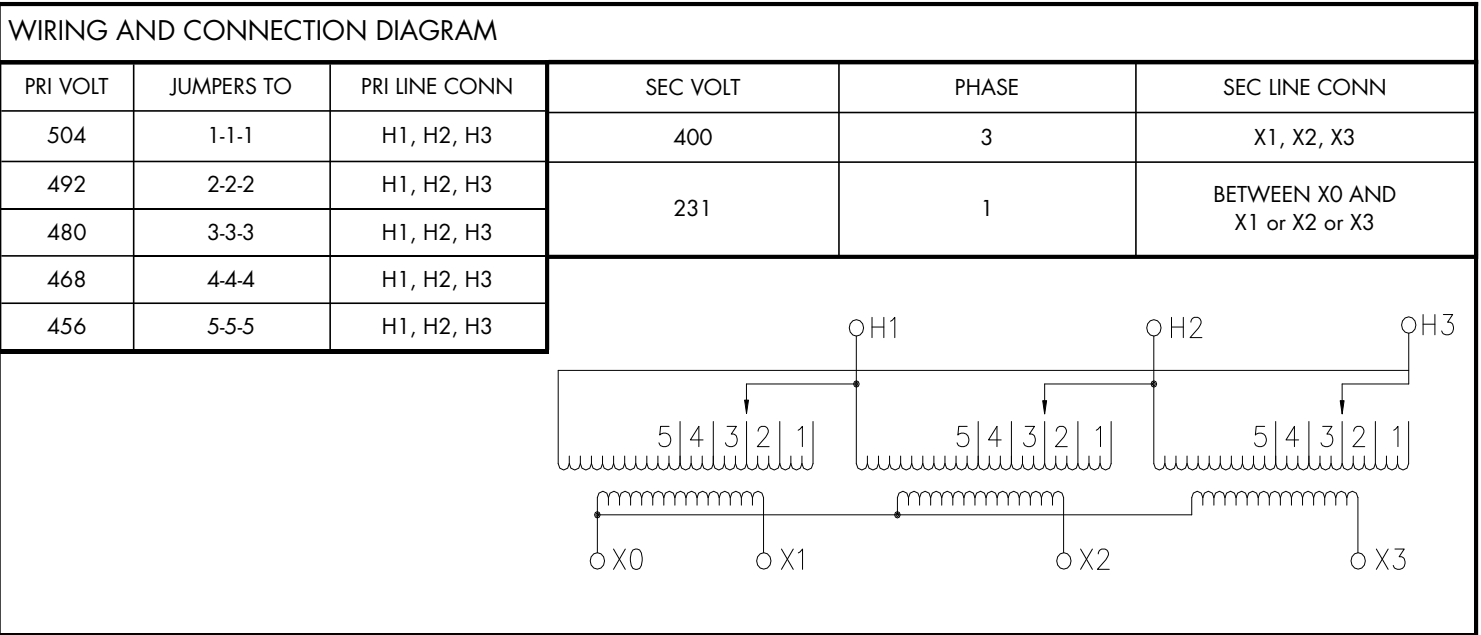 WIRING AND CONNECTION DIAGRAM
PRI VOLT JUMPERS TO PRI LINE CONN SEC VOLT PHASE SEC LINE CONN
504 1-1-1 H1, H2, H3 400 3 X1, X2, X3
492 2-2-2 H1, H2, H3 231 1 BETWEEN X0 AND
X1 or X2 or X3
480 3-3-3 H1, H2, H3
468 4-4-4 H1, H2, H3
456 5-5-5 H1, H2, H3
H1 H2 H3
5 4 3 2 1 5 4 3 2 1 5 4 3 2 1
X0 X1 X2 X3